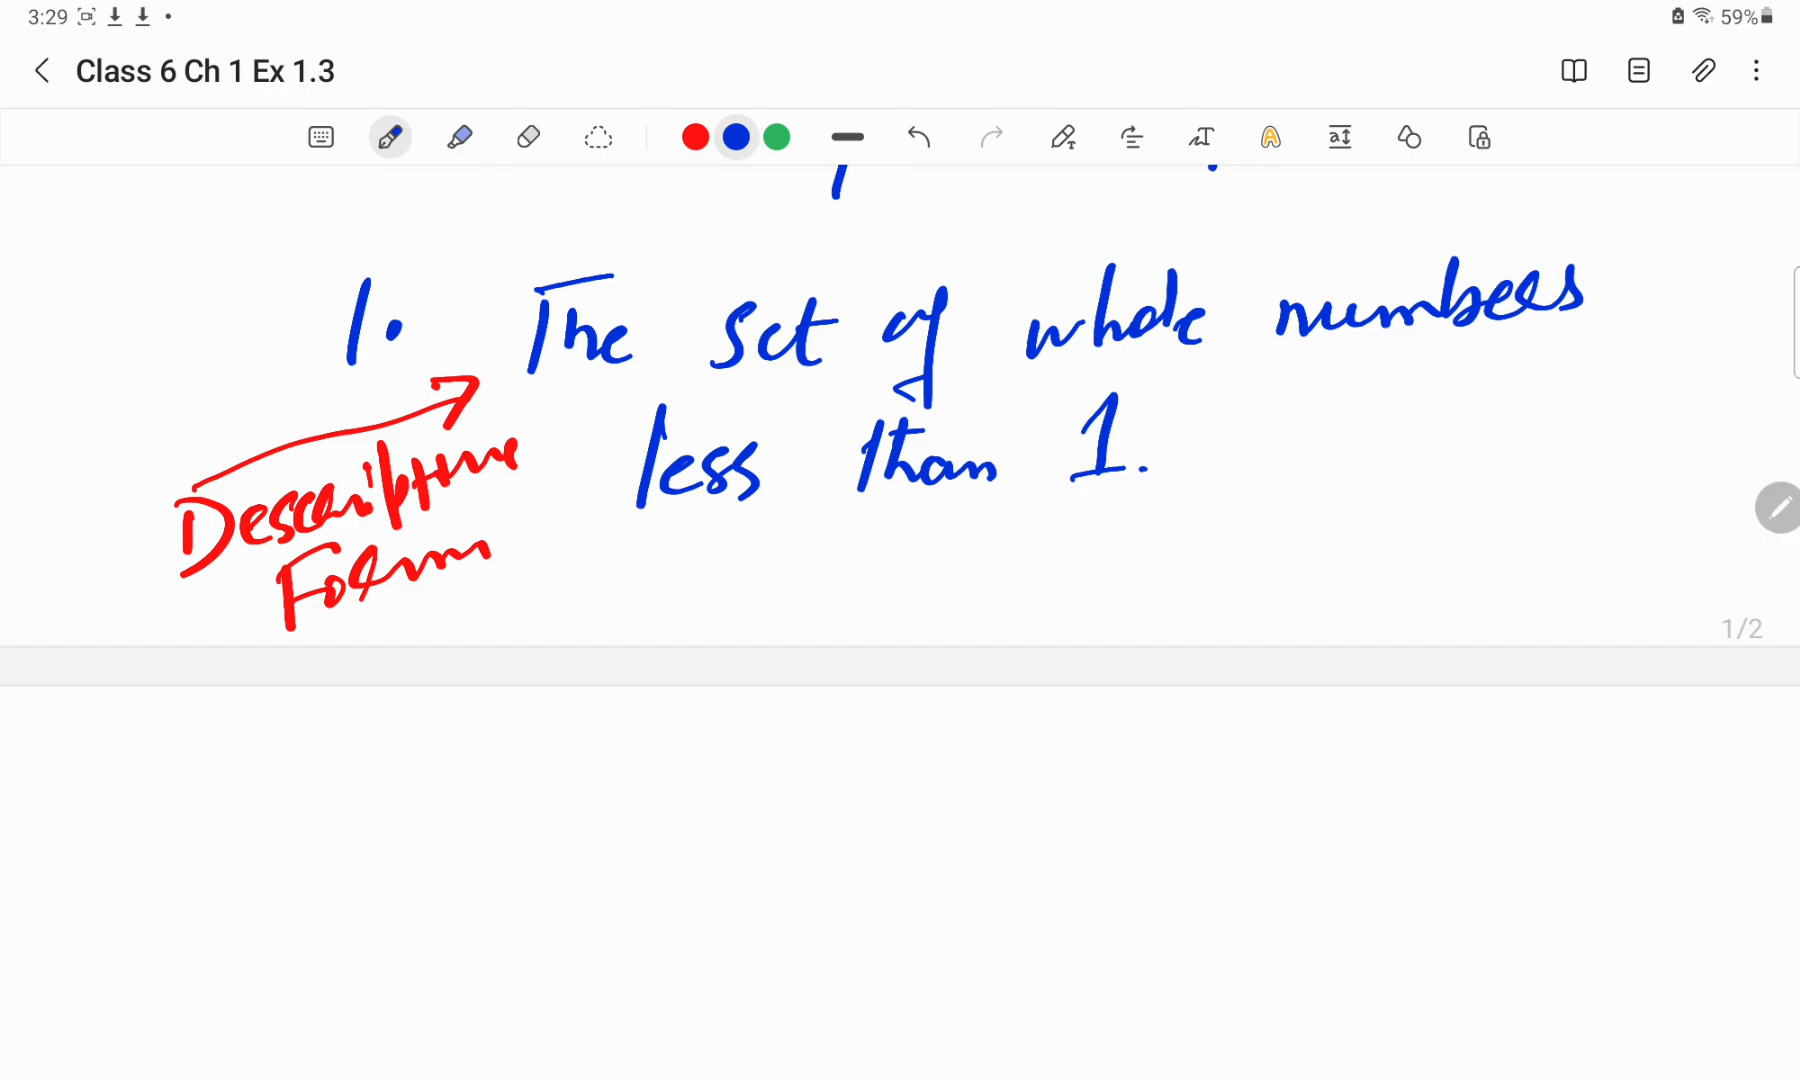 3:29
59%
Class 6 Ch 1 Ex 1.3
1. The set of whole numbers
less than 1.
Descriptive
Form
1/2